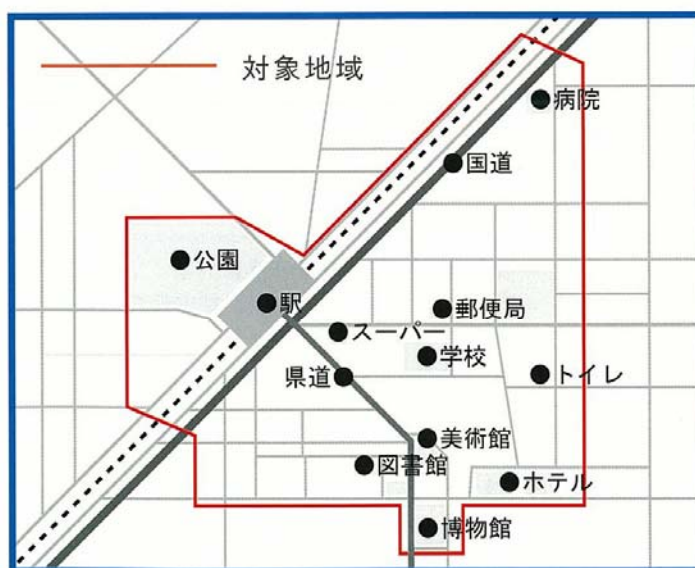 対象地域
病院
国道
公園
駅
郵便局
スーパー
学校
県道
トイレ
美術館
図書館
ホテル
博物館